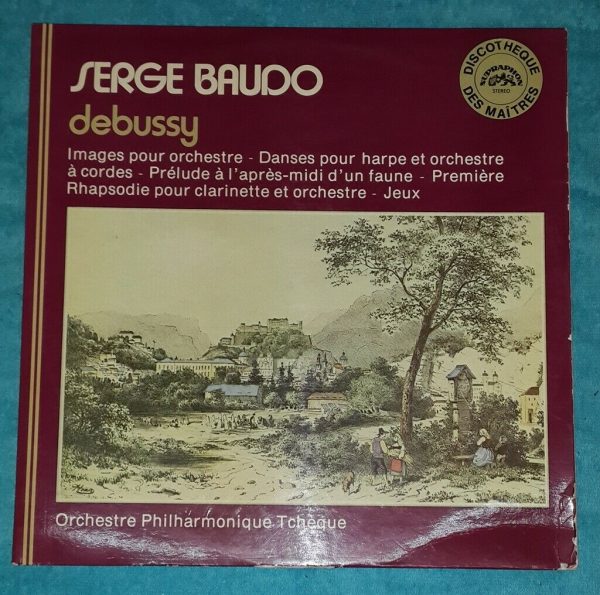 SERGE BAUDO
debussy
Images pour orchestre - Danses pour harpe et orchestre
à cordes - Prélude à l'après-midi d'un faune - Première
Rhapsodie pour clarinette et orchestre - Jeux
DISCOTHEQUE
SUPRAPHON
STEREO
DES MAÎTRES
Orchestre Philharmonique Tchèque